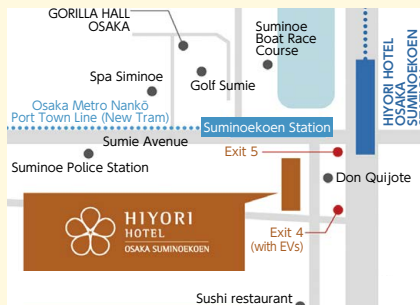 GORILLA HALL
OSAKA
Suminoe
Boat Race
Course
Golf Sumie
Spa Siminoe
Osaka Metro Nankō
Port Town Line (New Tram)
Suminoekoen Station
HIYORI HOTEL
OSAKA
SUMINOEKOEN
Sumie Avenue
Exit 5
Suminoe Police Station
Don Quijote
HIYORI
HOTEL
OSAKA SUMINOEKOEN
Exit 4
(with EVs)
Sushi restaurant